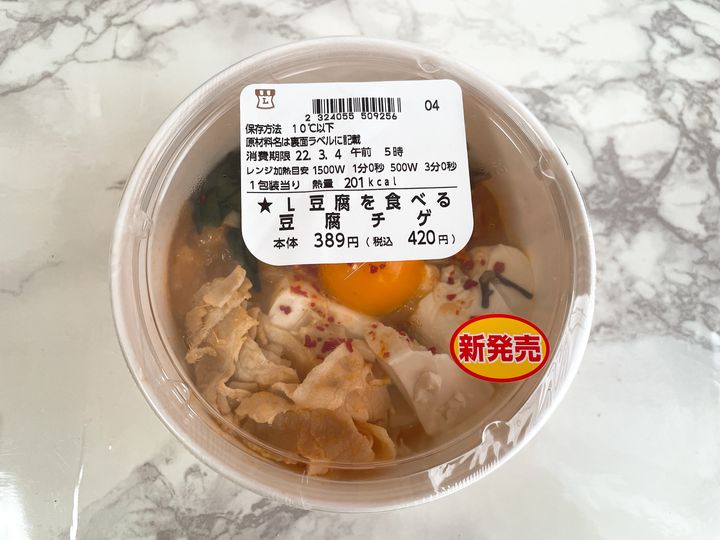 L
04
2 324055 509256
保存方法 10℃以下
原材料名は裏面ラベルに記載
消費期限 22. 3. 4 午前 5時
レンジ加熱目安 1500W 1分0秒 500W 3分0秒
1包装当り 熱量 201kcal
★L豆腐を食べる
豆腐チゲ
本体 389円(税込 420円)
新発売